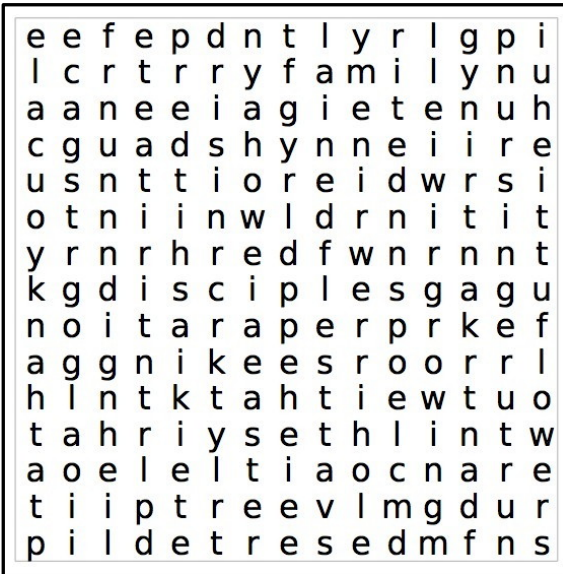 e e f e p d n t l y r l g p i
l c r t r r y f a m i l y n u
a a n e e i a g i e t e n u h
c g u a d s h y n n e i i r e
u s n t t i o r e i d w r s i
o t n i i n w l d r n i t i t
y r n r h r e d f w n r n n t
k g d i s c i p l e s g a g u
n o i t a r a p e r p r k e f
a g g n i k e e s r o o r r l
h l n t k t a h t i e w t u o
t a h r i y s e t h l i n t w
a o e l e l t i a o c n a r e
t i i p t r e e v l m g d u r
p i l d e t r e s e d m f n s